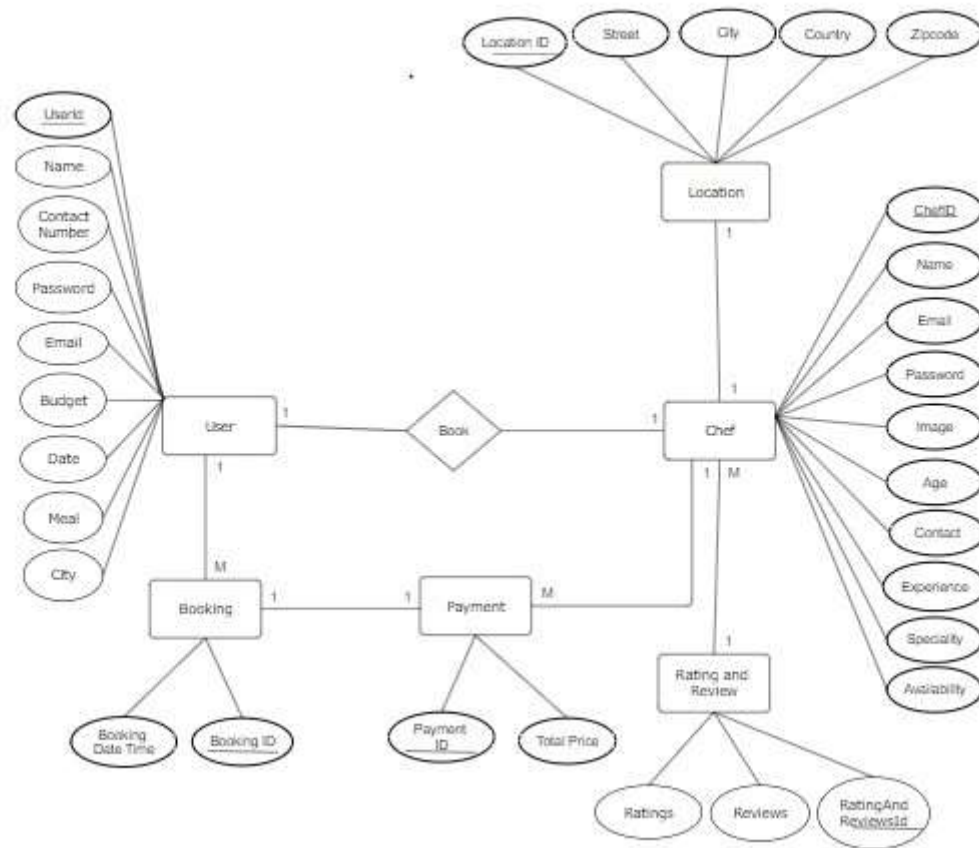 Location ID
Street
City
Country
Zipcode
UserId
Name
Contact
Number
Password
Email
Budget
Date
Meal
City
Location
1
ChefID
Name
Email
Password
Image
Age
Contact
Experience
Speciality
Availability
User
1
Book
1
1
Chef
1
1
M
M
Booking
1
1
Payment
M
1
Rating and
Review
Booking
Date Time
Booking ID
Payment
ID
Total Price
Ratings
Reviews
RatingAnd
ReviewsId